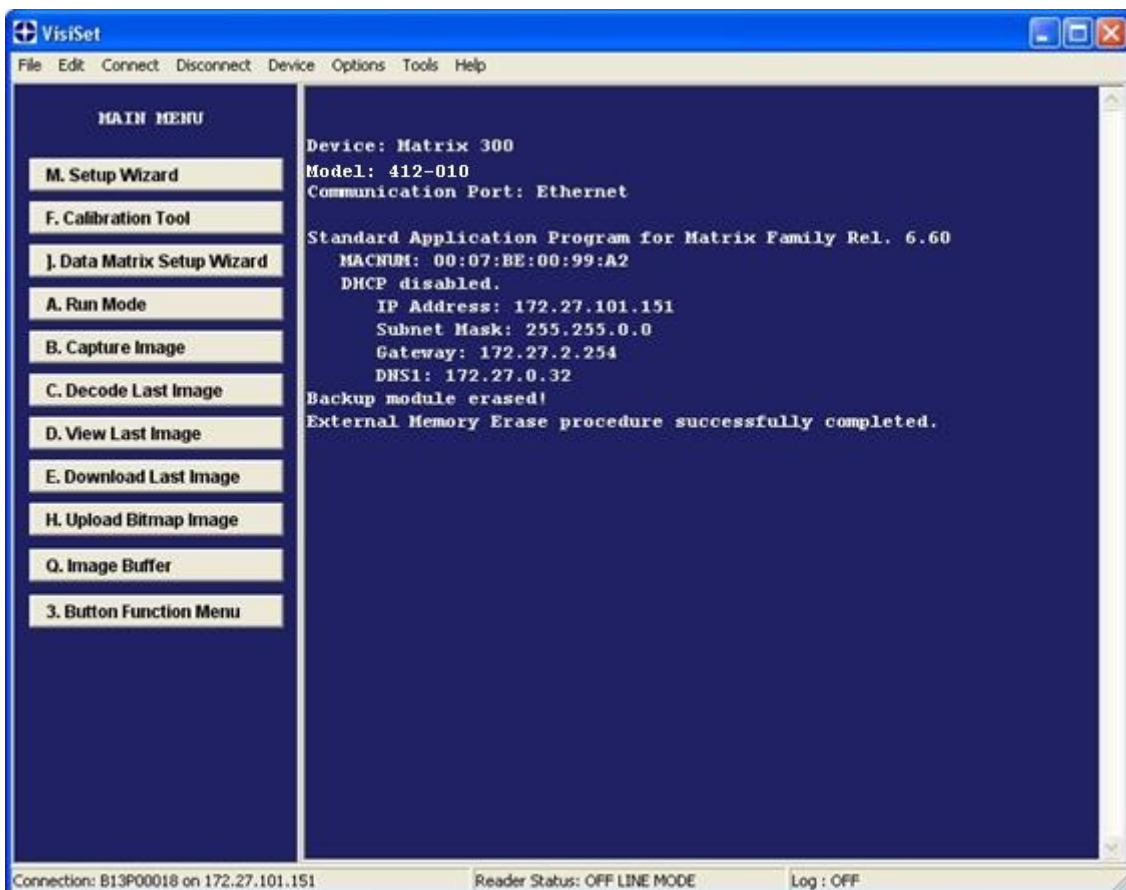 VisiSet
File Edit Connect Disconnect Device Options Tools Help
MAIN MENU
M. Setup Wizard
F. Calibration Tool
]. Data Matrix Setup Wizard
A. Run Mode
B. Capture Image
C. Decode Last Image
D. View Last Image
E. Download Last Image
H. Upload Bitmap Image
Q. Image Buffer
3. Button Function Menu
Device: Matrix 300
Model: 412-010
Communication Port: Ethernet
Standard Application Program for Matrix Family Rel. 6.60
MACNUM: 00:07:BE:00:99:A2
DHCP disabled.
IP Address: 172.27.101.151
Subnet Mask: 255.255.0.0
Gateway: 172.27.2.254
DNS1: 172.27.0.32
Backup module erased!
External Memory Erase procedure successfully completed.
Connection: B13P00018 on 172.27.101.151
Reader Status: OFF LINE MODE
Log : OFF